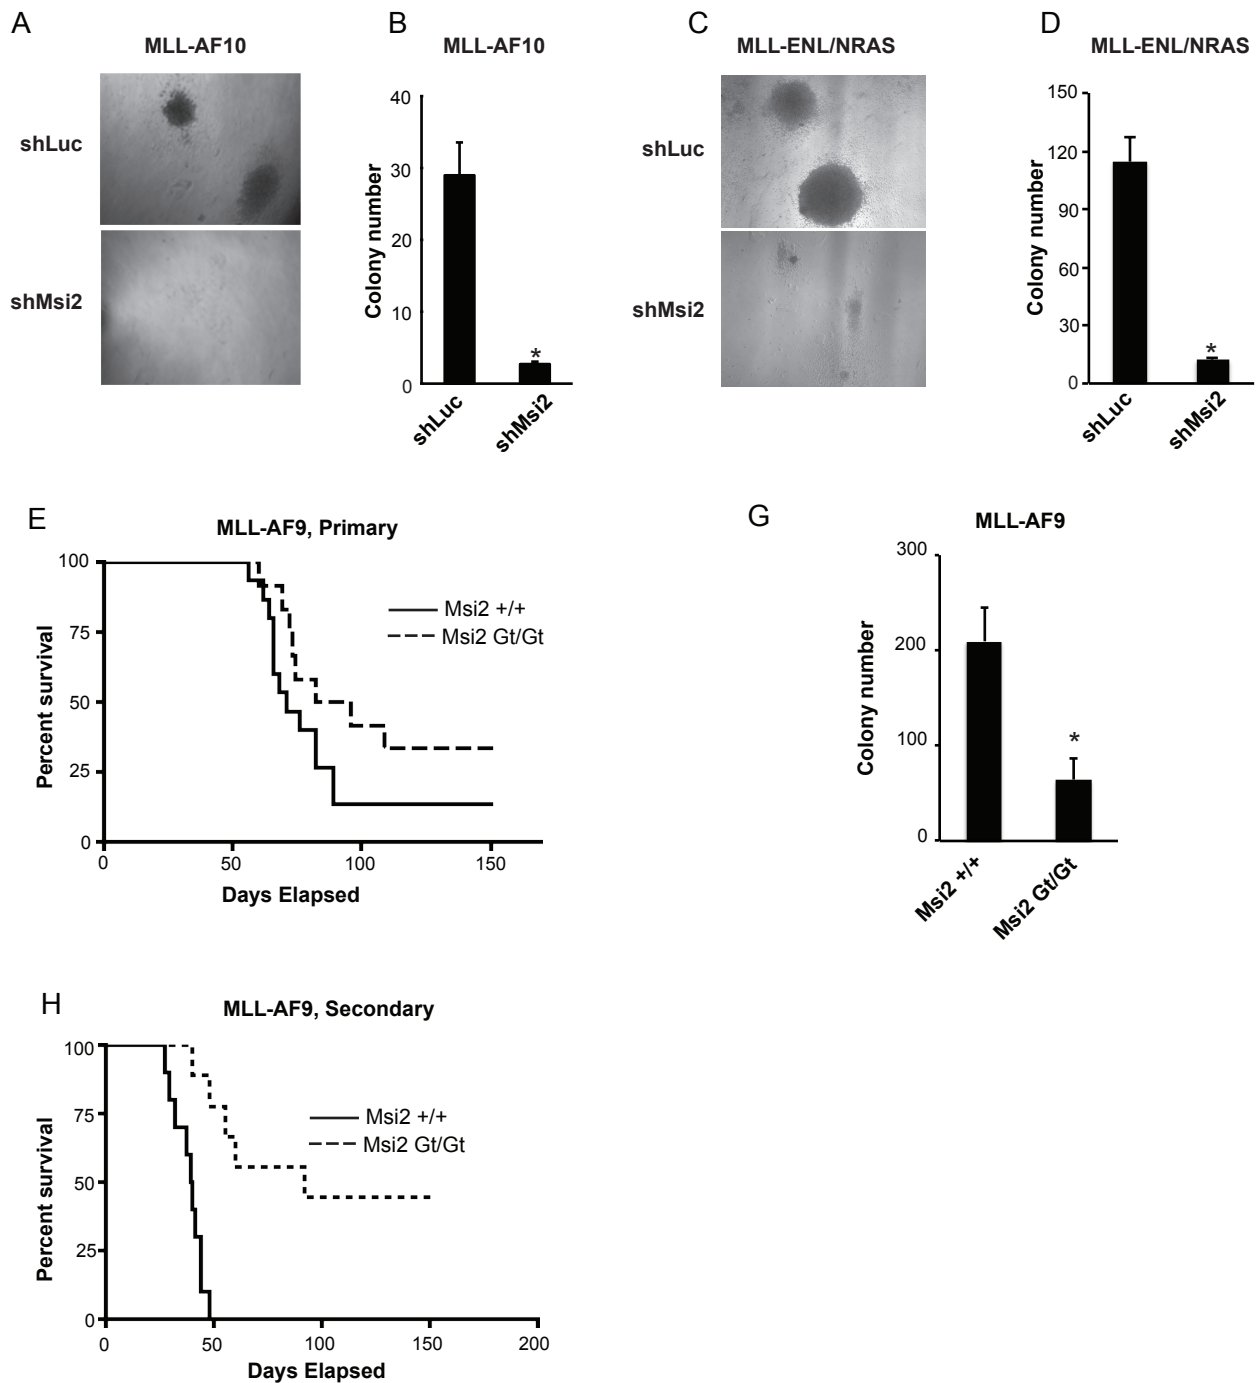 A
MLL-AF10
shLuc
shMsi2
B
MLL-AF10
Colony number
40
30
20
10
0
*
shLuc
shMsi2
C
MLL-ENL/NRAS
shLuc
shMsi2
D
MLL-ENL/NRAS
Colony number
150
120
90
60
30
0
*
shLuc
shMsi2
E
MLL-AF9, Primary
Percent survival
100
75
50
25
0
Msi2 +/+
Msi2 Gt/Gt
0 50 100 150
Days Elapsed
G
MLL-AF9
Colony number
300
200
100
0
*
Msi2 +/+
Msi2 Gt/Gt
H
MLL-AF9, Secondary
Percent survival
100
75
50
25
0
Msi2 +/+
Msi2 Gt/Gt
0 50 100 150 200
Days Elapsed